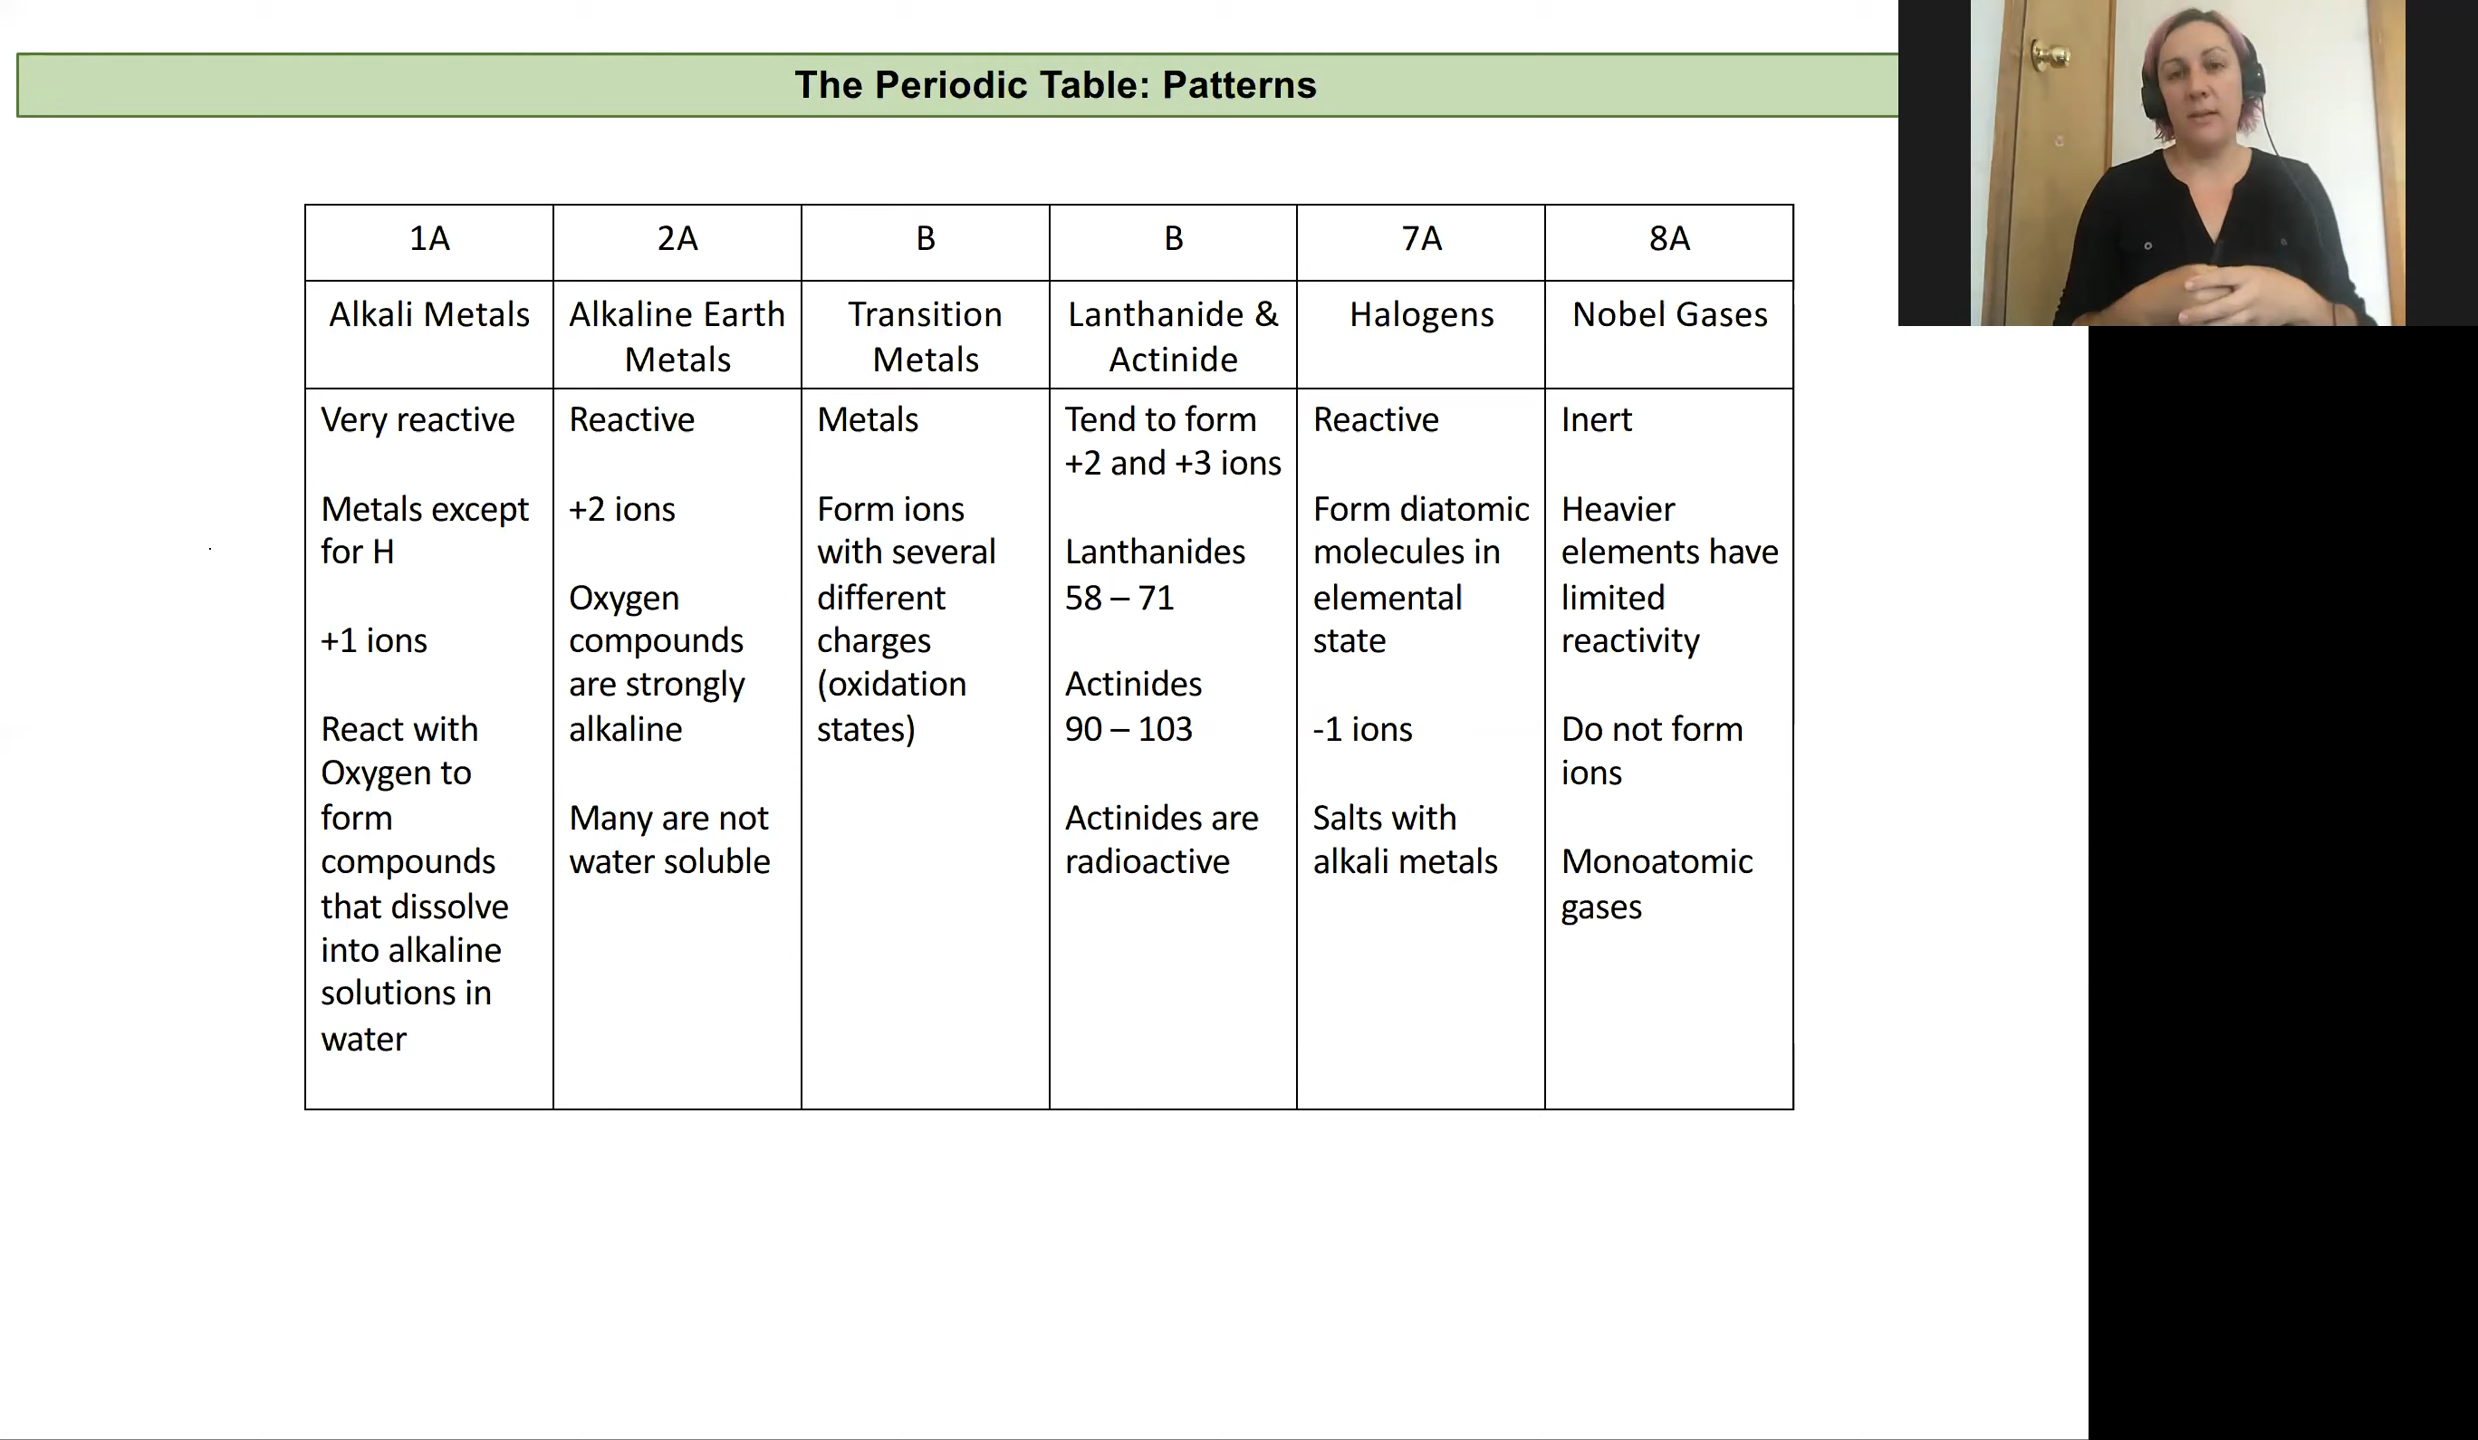 The Periodic Table: Patterns
1A
2A
B
B
7A
8A
Alkali Metals
Alkaline Earth
Metals
Transition
Metals
Lanthanide &
Actinide
Halogens
Nobel Gases
Very reactive
Metals except
for H
+1 ions
React with
Oxygen to
form
compounds
that dissolve
into alkaline
solutions in
water
Reactive
+2 ions
Oxygen
compounds
are strongly
alkaline
Many are not
water soluble
Metals
Form ions
with several
different
charges
(oxidation
states)
Tend to form
+2 and +3 ions
Lanthanides
58 – 71
Actinides
90 – 103
Actinides are
radioactive
Reactive
Form diatomic
molecules in
elemental
state
-1 ions
Salts with
alkali metals
Inert
Heavier
elements have
limited
reactivity
Do not form
ions
Monoatomic
gases